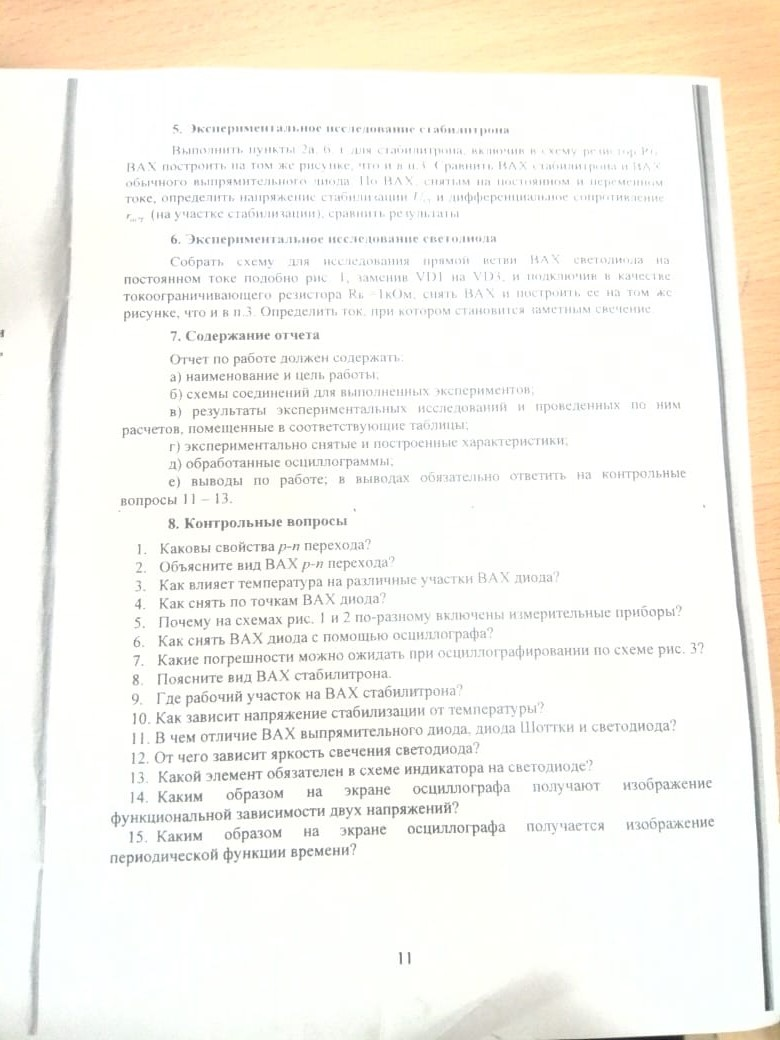 5. Экспериментальное исследование стабилитрона
Выполнить пункты 2а, б, г для стабилитрона, включив в схему резистор
ВАХ построить на том же рисунке, что и в п.3. Сравнить ВАХ стабилитрона и ВАХ
обычного выпрямительного диода. По ВАХ, снятым на постоянном и переменном
токе, определить напряжение стабилизации и дифференциальное сопротивление
(на участке стабилизации), сравнить результаты
6. Экспериментальное исследование светодиода
Собрать схему для исследования прямой ветви ВАХ светодиода на
постоянном токе подобно рис. 1, заменив VD1 на VD3, и подключив в качестве
токоограничивающего резистора 1кОм, снять ВАХ и построить ее на том же
рисунке, что и в п.3. Определить ток, при котором становится заметным свечение
7. Содержание отчета
Отчет по работе должен содержать:
а) наименование и цель работы;
б) схемы соединений для выполненных экспериментов;
в) результаты экспериментальных исследований и проведенных по ним
расчетов, помещенные в соответствующие таблицы;
г) экспериментально снятые и построенные характеристики;
д) обработанные осциллограммы;
е) выводы по работе; в выводах обязательно ответить на контрольные
вопросы 11 – 13.
8. Контрольные вопросы
1. Каковы свойства p-n перехода?
2. Объясните вид ВАХ p-n перехода?
3. Как влияет температура на различные участки ВАХ диода?
4. Как снять по точкам ВАХ диода?
5. Почему на схемах рис. 1 и 2 по-разному включены измерительные приборы?
6. Как снять ВАХ диода с помощью осциллографа?
7. Какие погрешности можно ожидать при осциллографировании по схеме рис. 3?
8. Поясните вид ВАХ стабилитрона.
9. Где рабочий участок на ВАХ стабилитрона?
10. Как зависит напряжение стабилизации от температуры?
11. В чем отличие ВАХ выпрямительного диода, диода Шоттки и светодиода?
12. От чего зависит яркость свечения светодиода?
13. Какой элемент обязателен в схеме индикатора на светодиоде?
14. Каким образом на экране осциллографа получают изображение
функциональной зависимости двух напряжений?
15. Каким образом на экране осциллографа получается изображение
периодической функции времени?
11